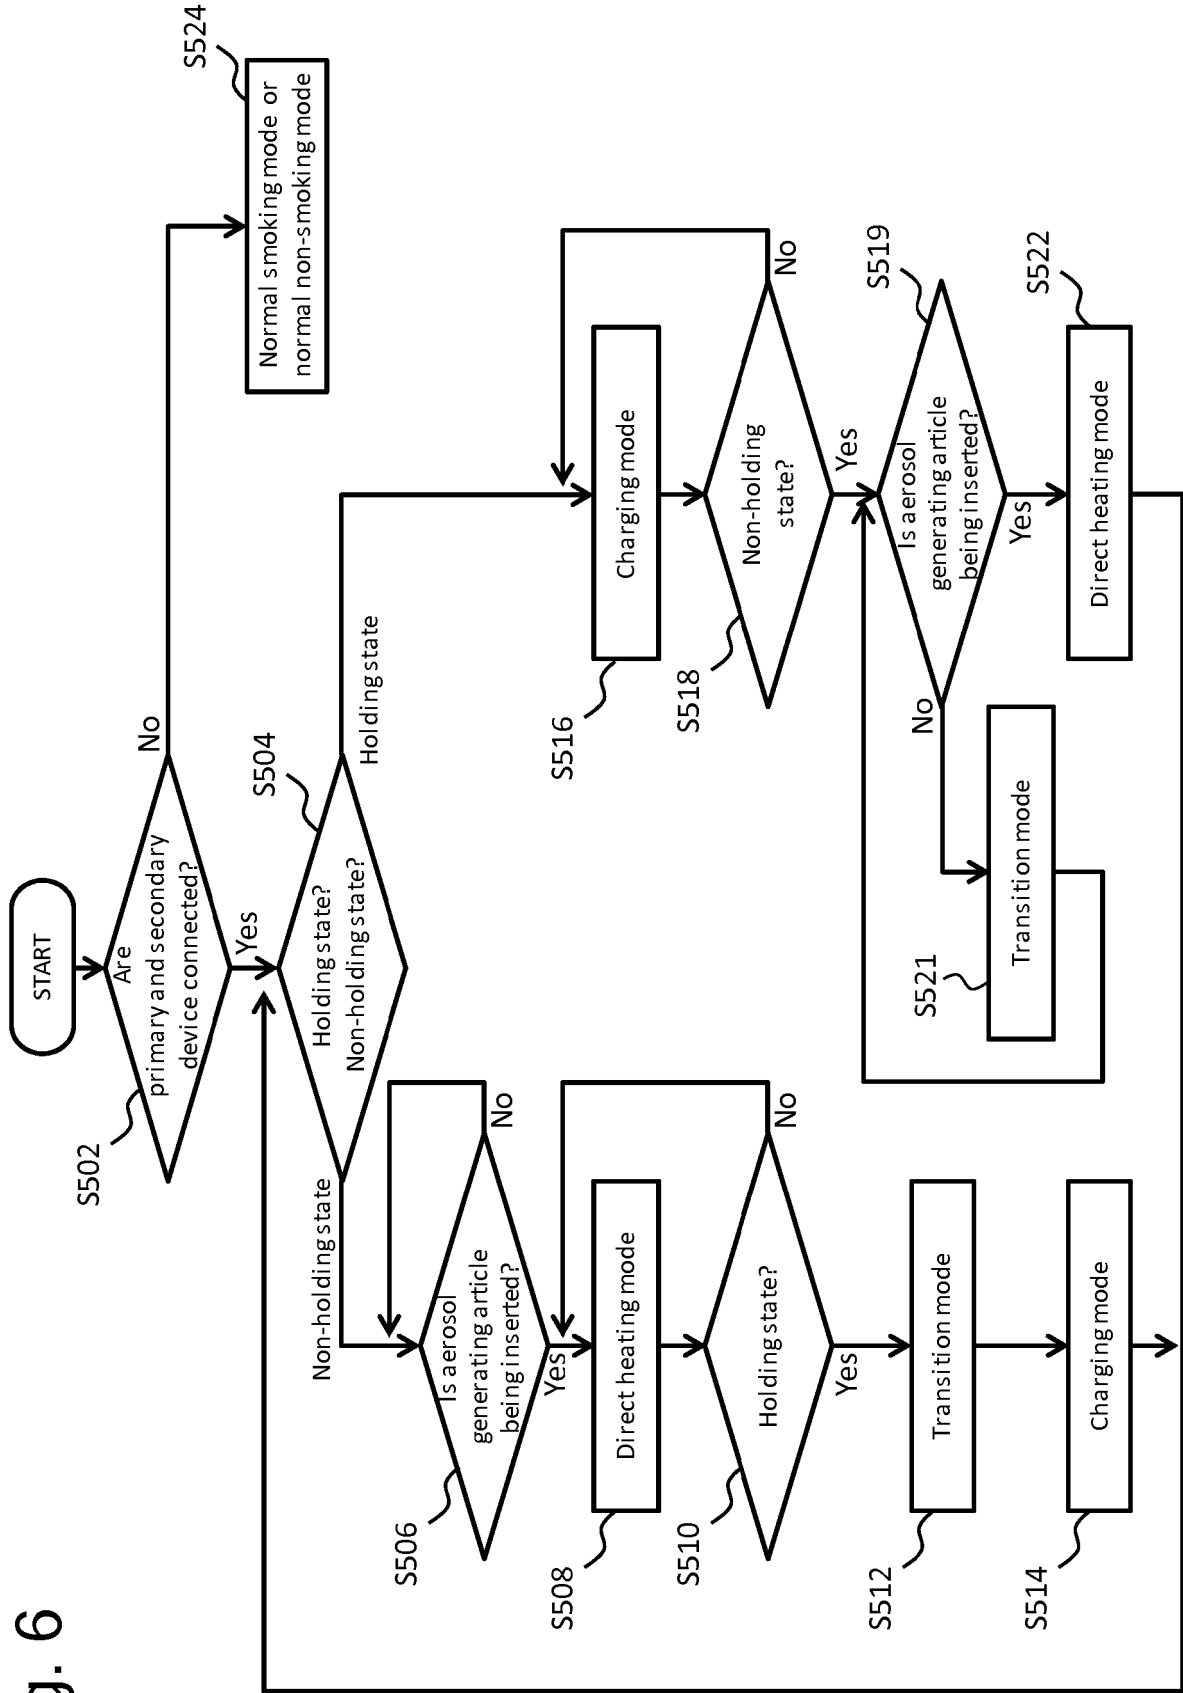 g. 6
START
Are
primary and secondary
device connected?
S502
No
Yes
Normal smoking mode or
normal non-smoking mode
S524
Holding state?
Non-holding state?
S504
Non-holding state
Holding state
Is aerosol
generating article
being inserted?
S506
No
Yes
Direct heating mode
S508
Holding state?
S510
No
Yes
Transition mode
S512
Charging mode
S514
Charging mode
S516
Non-holding
state?
S518
No
Yes
Is aerosol
generating article
being inserted?
S519
No
Yes
Transition mode
S521
Direct heating mode
S522